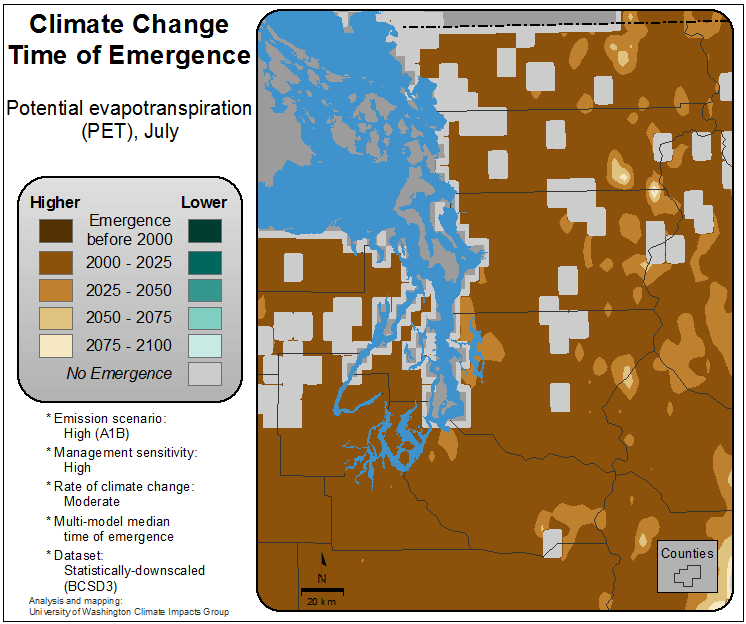 Climate Change
Time of Emergence
Potential evapotranspiration
(PET), July
Higher
Lower
Emergence
before 2000
2000 - 2025
2025 - 2050
2050 - 2075
2075 - 2100
No Emergence
* Emission scenario:
High (A1B)
* Management sensitivity:
High
* Rate of climate change:
Moderate
* Multi-model median
time of emergence
* Dataset:
Statistically-downscaled
(BCSD3)
Analysis and mapping:
University of Washington Climate Impacts Group
N
20 km
Counties